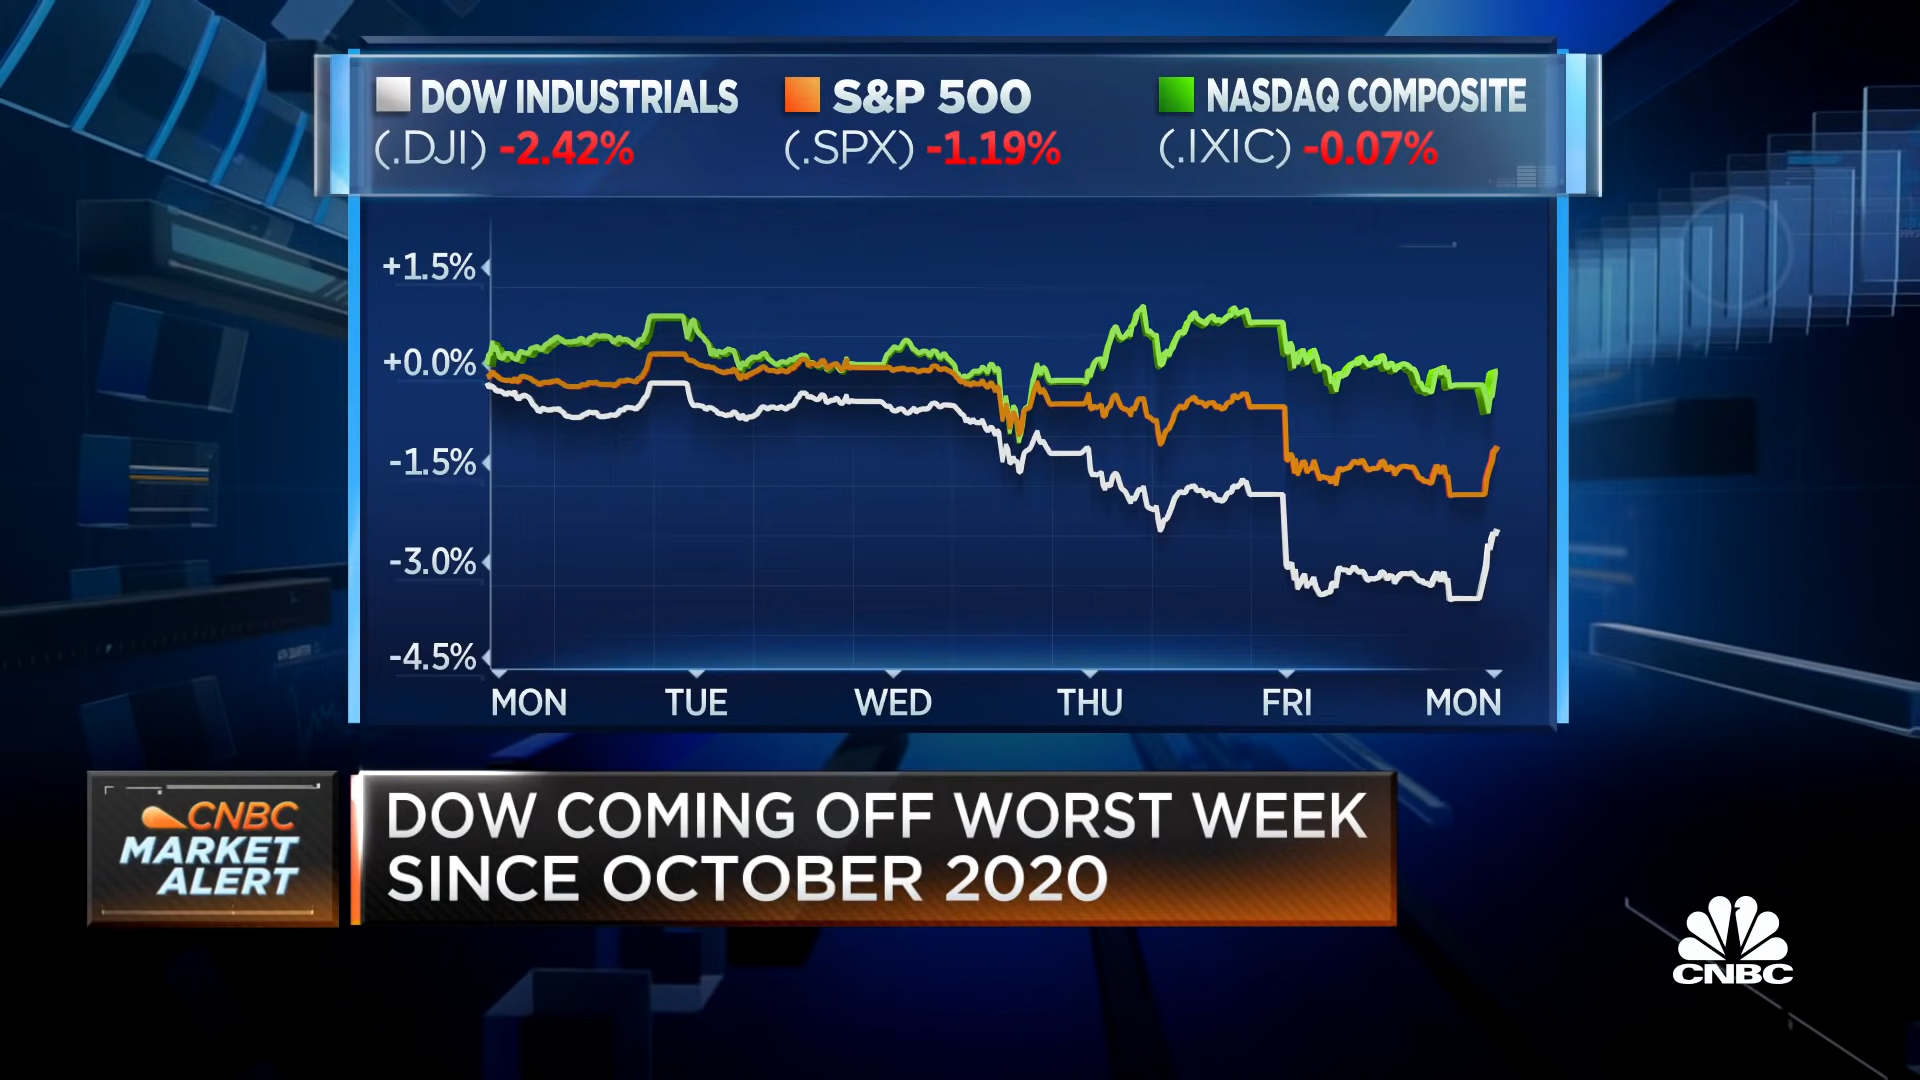 DOW INDUSTRIALS
(.DJI) -2.42%
S&P 500
(.SPX) -1.19%
NASDAQ COMPOSITE
(.IXIC) -0.07%
+1.5%
+0.0%
-1.5%
-3.0%
-4.5%
MON TUE WED THU FRI MON
CNBC
MARKET
ALERT
DOW COMING OFF WORST WEEK
SINCE OCTOBER 2020
CNBC